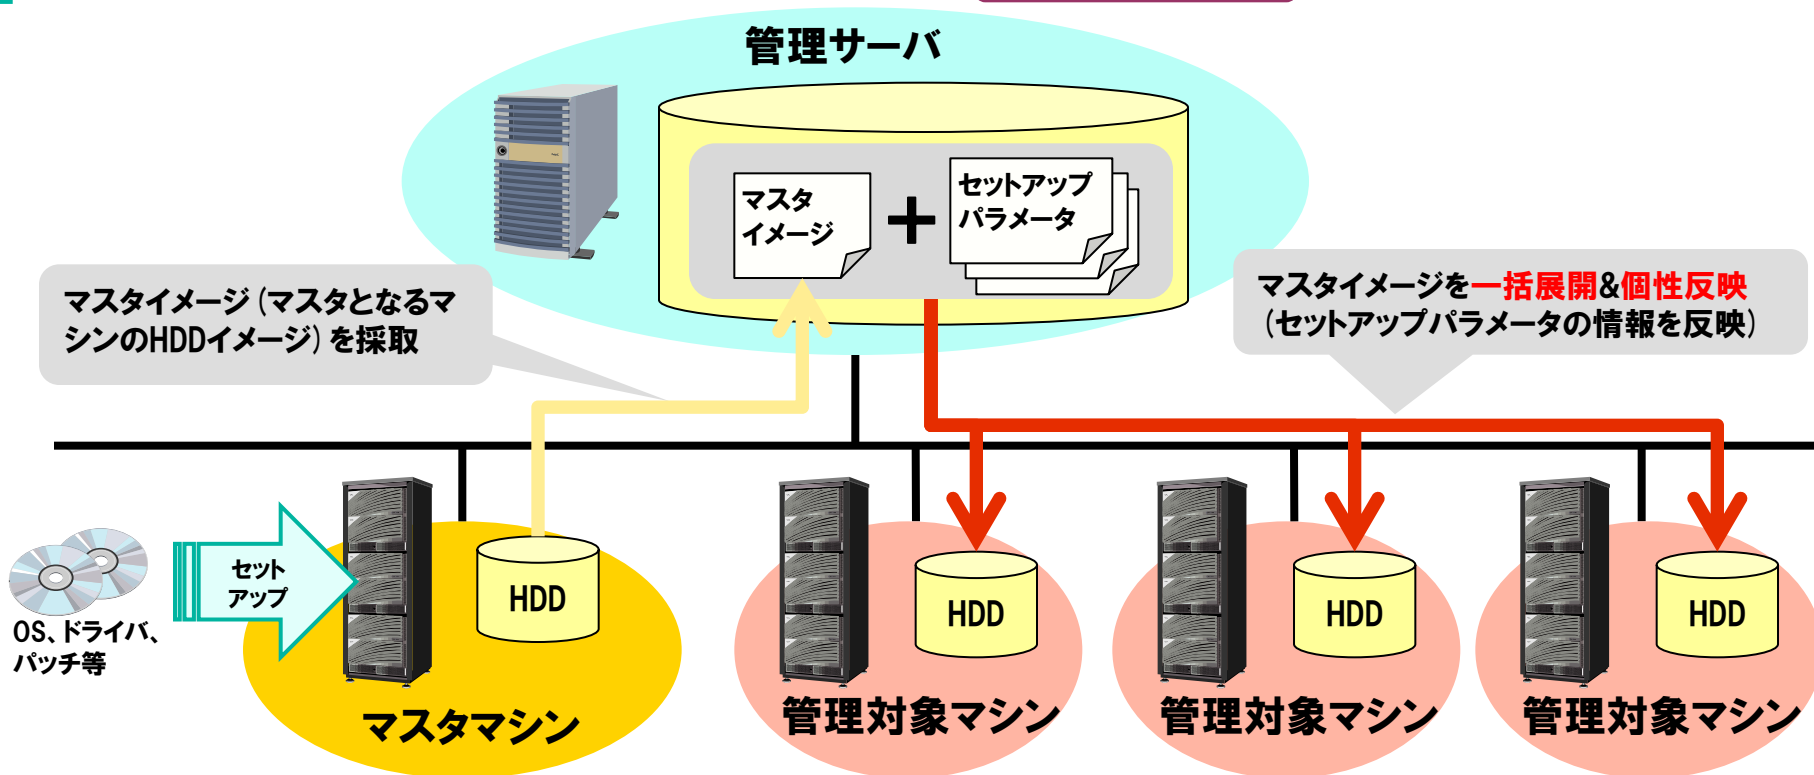 管理サーバ
マスタ
イメージ
＋
セットアップ
パラメータ
マスタイメージ（マスタとなるマ
シンのHDDイメージ）を採取
マスタイメージを一括展開&個性反映
（セットアップパラメータの情報を反映）
セット
アップ
OS、ドライバ、
パッチ等
HDD
マスタマシン
HDD
管理対象マシン
HDD
管理対象マシン
HDD
管理対象マシン